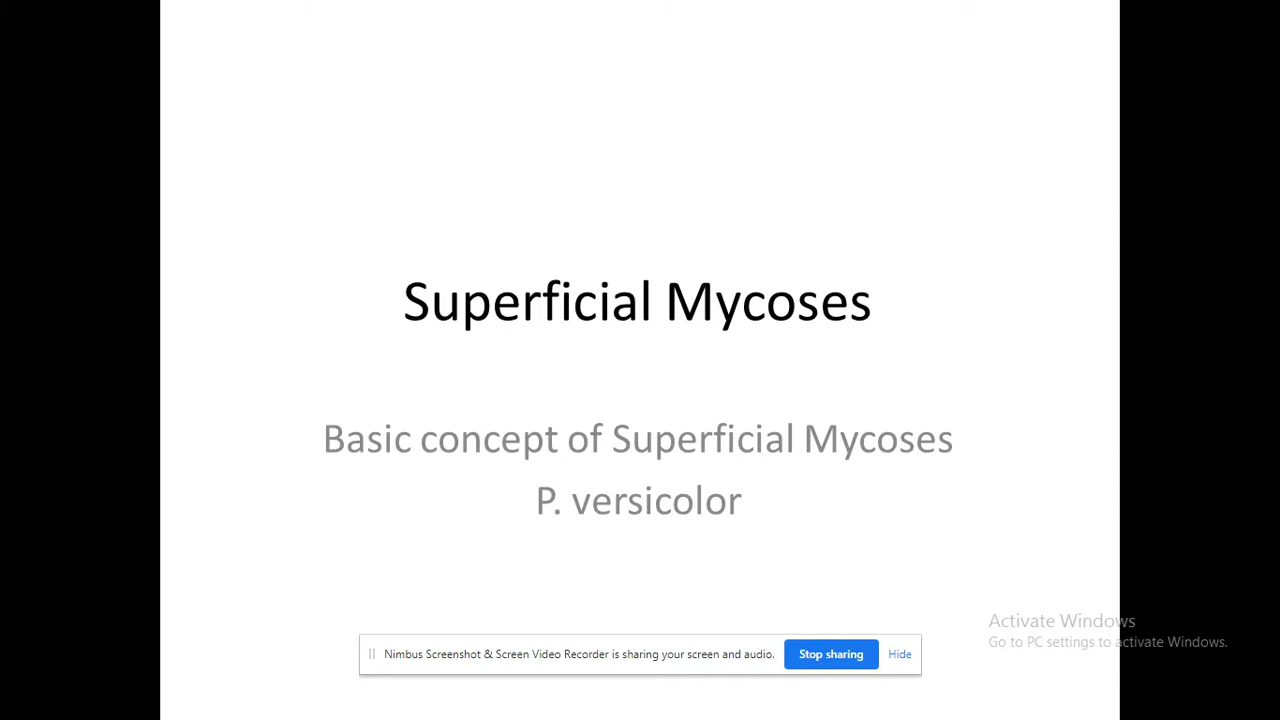 Superficial Mycoses
Basic concept of Superficial Mycoses
P. versicolor
Activate Windows
Go to PC settings to activate Windows.
Nimbus Screenshot & Screen Video Recorder is sharing your screen and audio. Stop sharing Hide